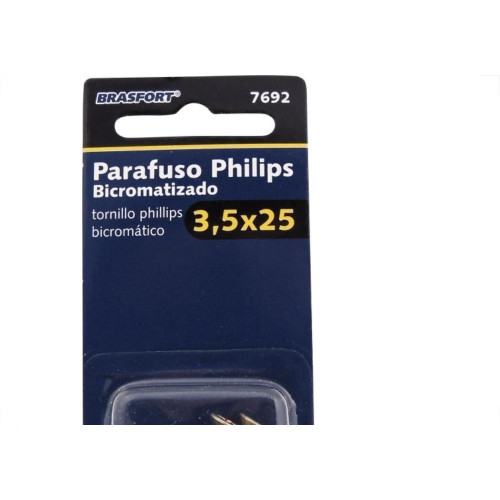 BRASFORT® 7692
Parafuso Philips
Bicromatizado
tornillo phillips
bicromático
3,5x25